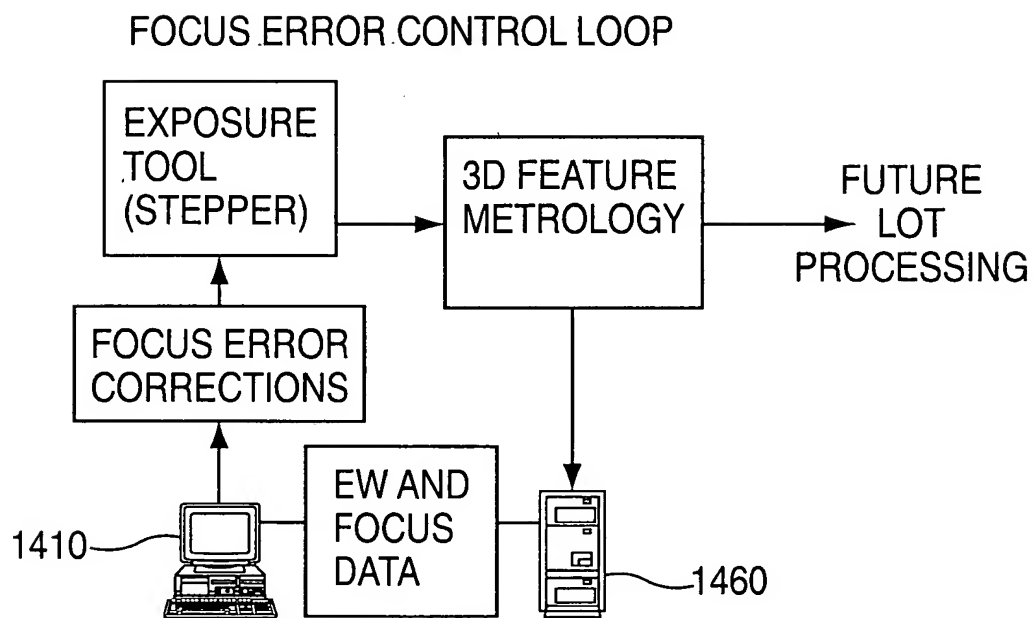 FOCUS ERROR CONTROL LOOP
EXPOSURE
TOOL
(STEPPER)
3D FEATURE
METROLOGY
FUTURE
LOT
PROCESSING
FOCUS ERROR
CORRECTIONS
EW AND
FOCUS
DATA
1410
1460